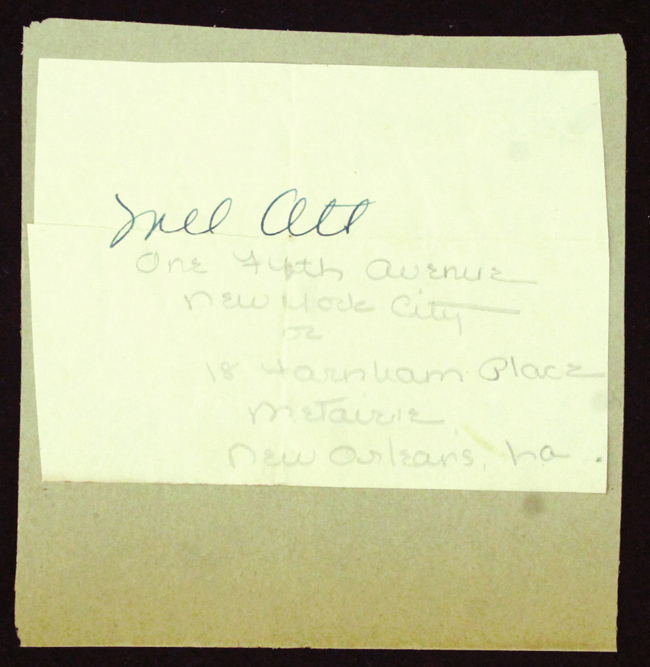 Mel Ott
One Fifth Avenue
New York City
or
18 Farnham Place
Metairie
New Orleans, La.